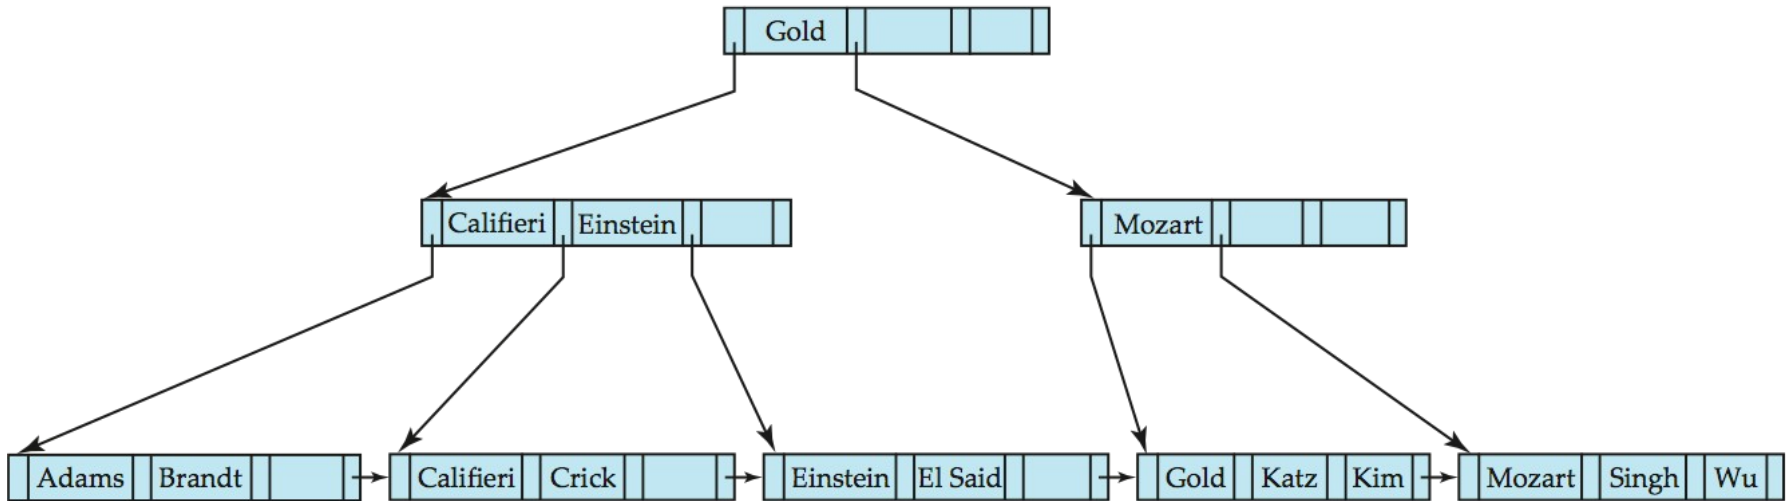 Gold
Califieri Einstein
Mozart
Adams Brandt
Califieri Crick
Einstein El Said
Gold Katz Kim
Mozart Singh Wu